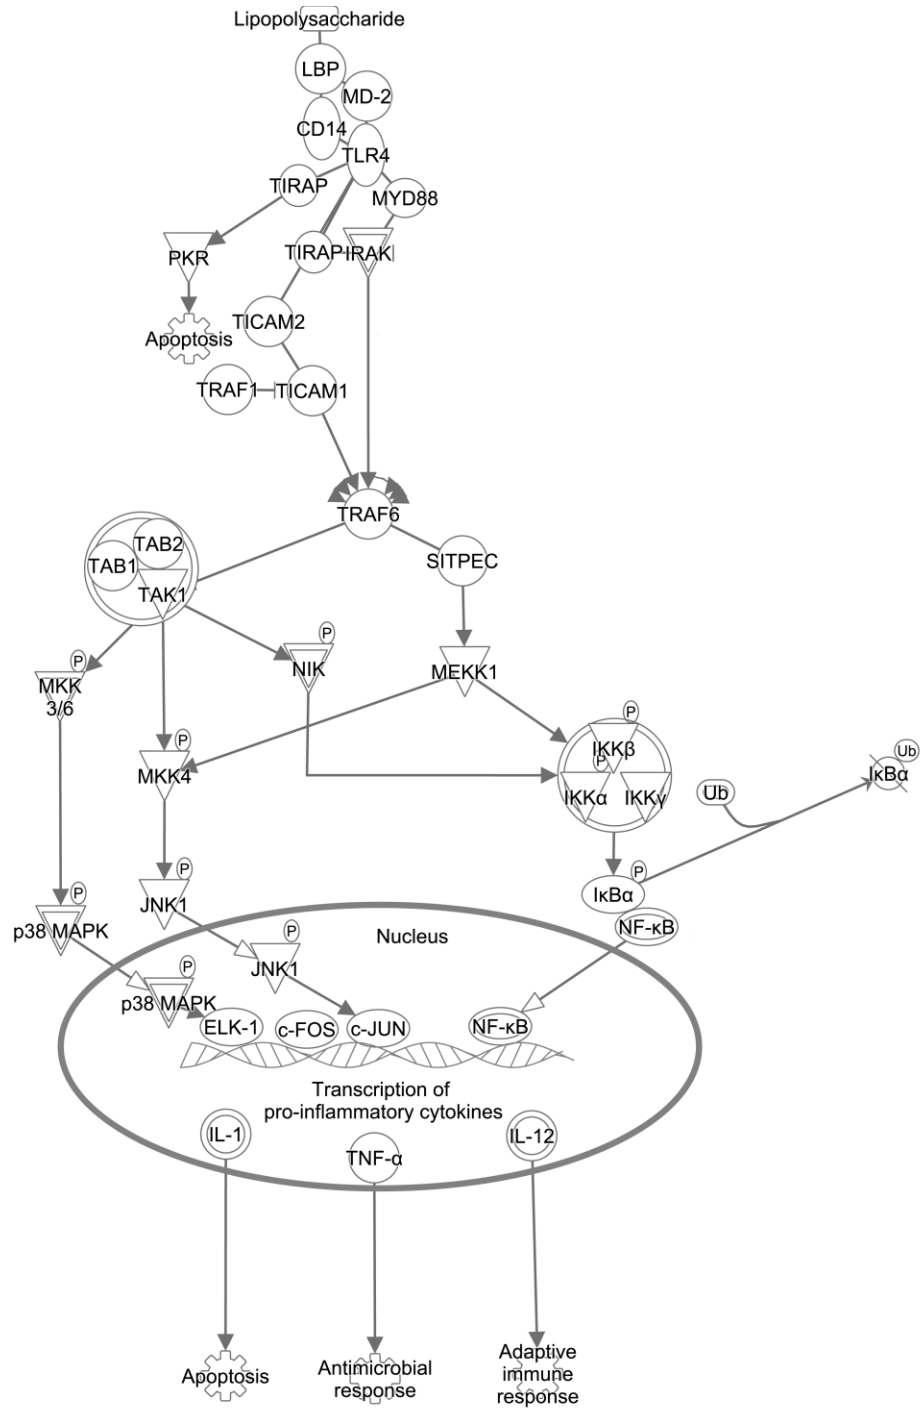 Lipopolysaccharide
LBP
MD-2
CD14
TLR4
TIRAP
MYD88
TIRAP
IRAK
PKR
TICAM2
Apoptosis
TRAF1
TICAM1
TRAF6
TAB2
TAB1
SITPEC
TAK1
P
NIK
MEKK1
P
MKK
3/6
P
IKKβ
P
IKKα
IKKγ
P
MKK4
Ub
IκBα
Ub
P
JNK1
P
IκBα
NF-κB
P
p38 MAPK
Nucleus
P
JNK1
P
p38 MAPK
ELK-1
c-FOS
c-JUN
NF-κB
Transcription of
pro-inflammatory cytokines
IL-1
TNF-α
IL-12
Apoptosis
Antimicrobial
response
Adaptive
immune
response